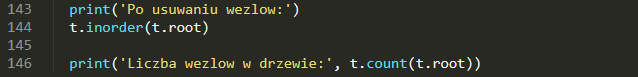 143 print('Po usuwaniu wezlow:')
144 t.inorder(t.root)
145
146 print('Liczba wezlow w drzewie:', t.count(t.root))